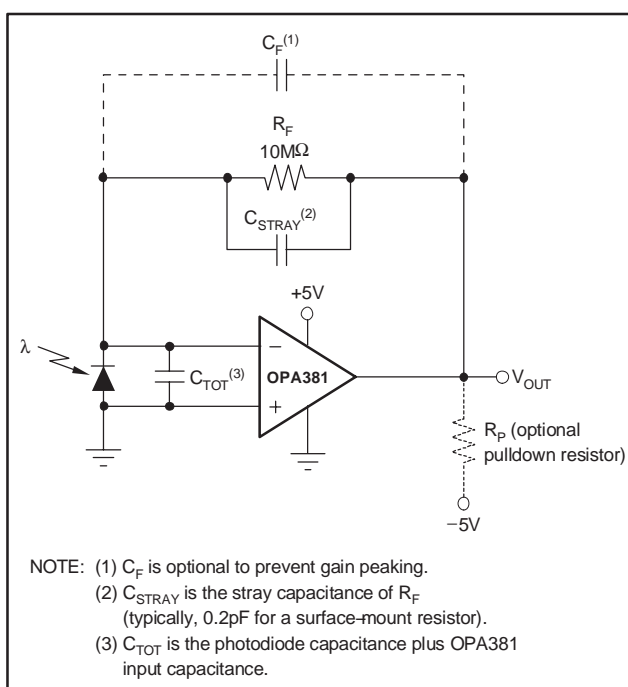 C_F(1)
R_F
10MΩ
C_STRAY(2)
+5V
λ
C_TOT(3)
−
OPA381
+
V_OUT
R_P (optional
pulldown resistor)
−5V
NOTE: (1) C_F is optional to prevent gain peaking.
(2) C_STRAY is the stray capacitance of R_F
(typically, 0.2pF for a surface−mount resistor).
(3) C_TOT is the photodiode capacitance plus OPA381
input capacitance.